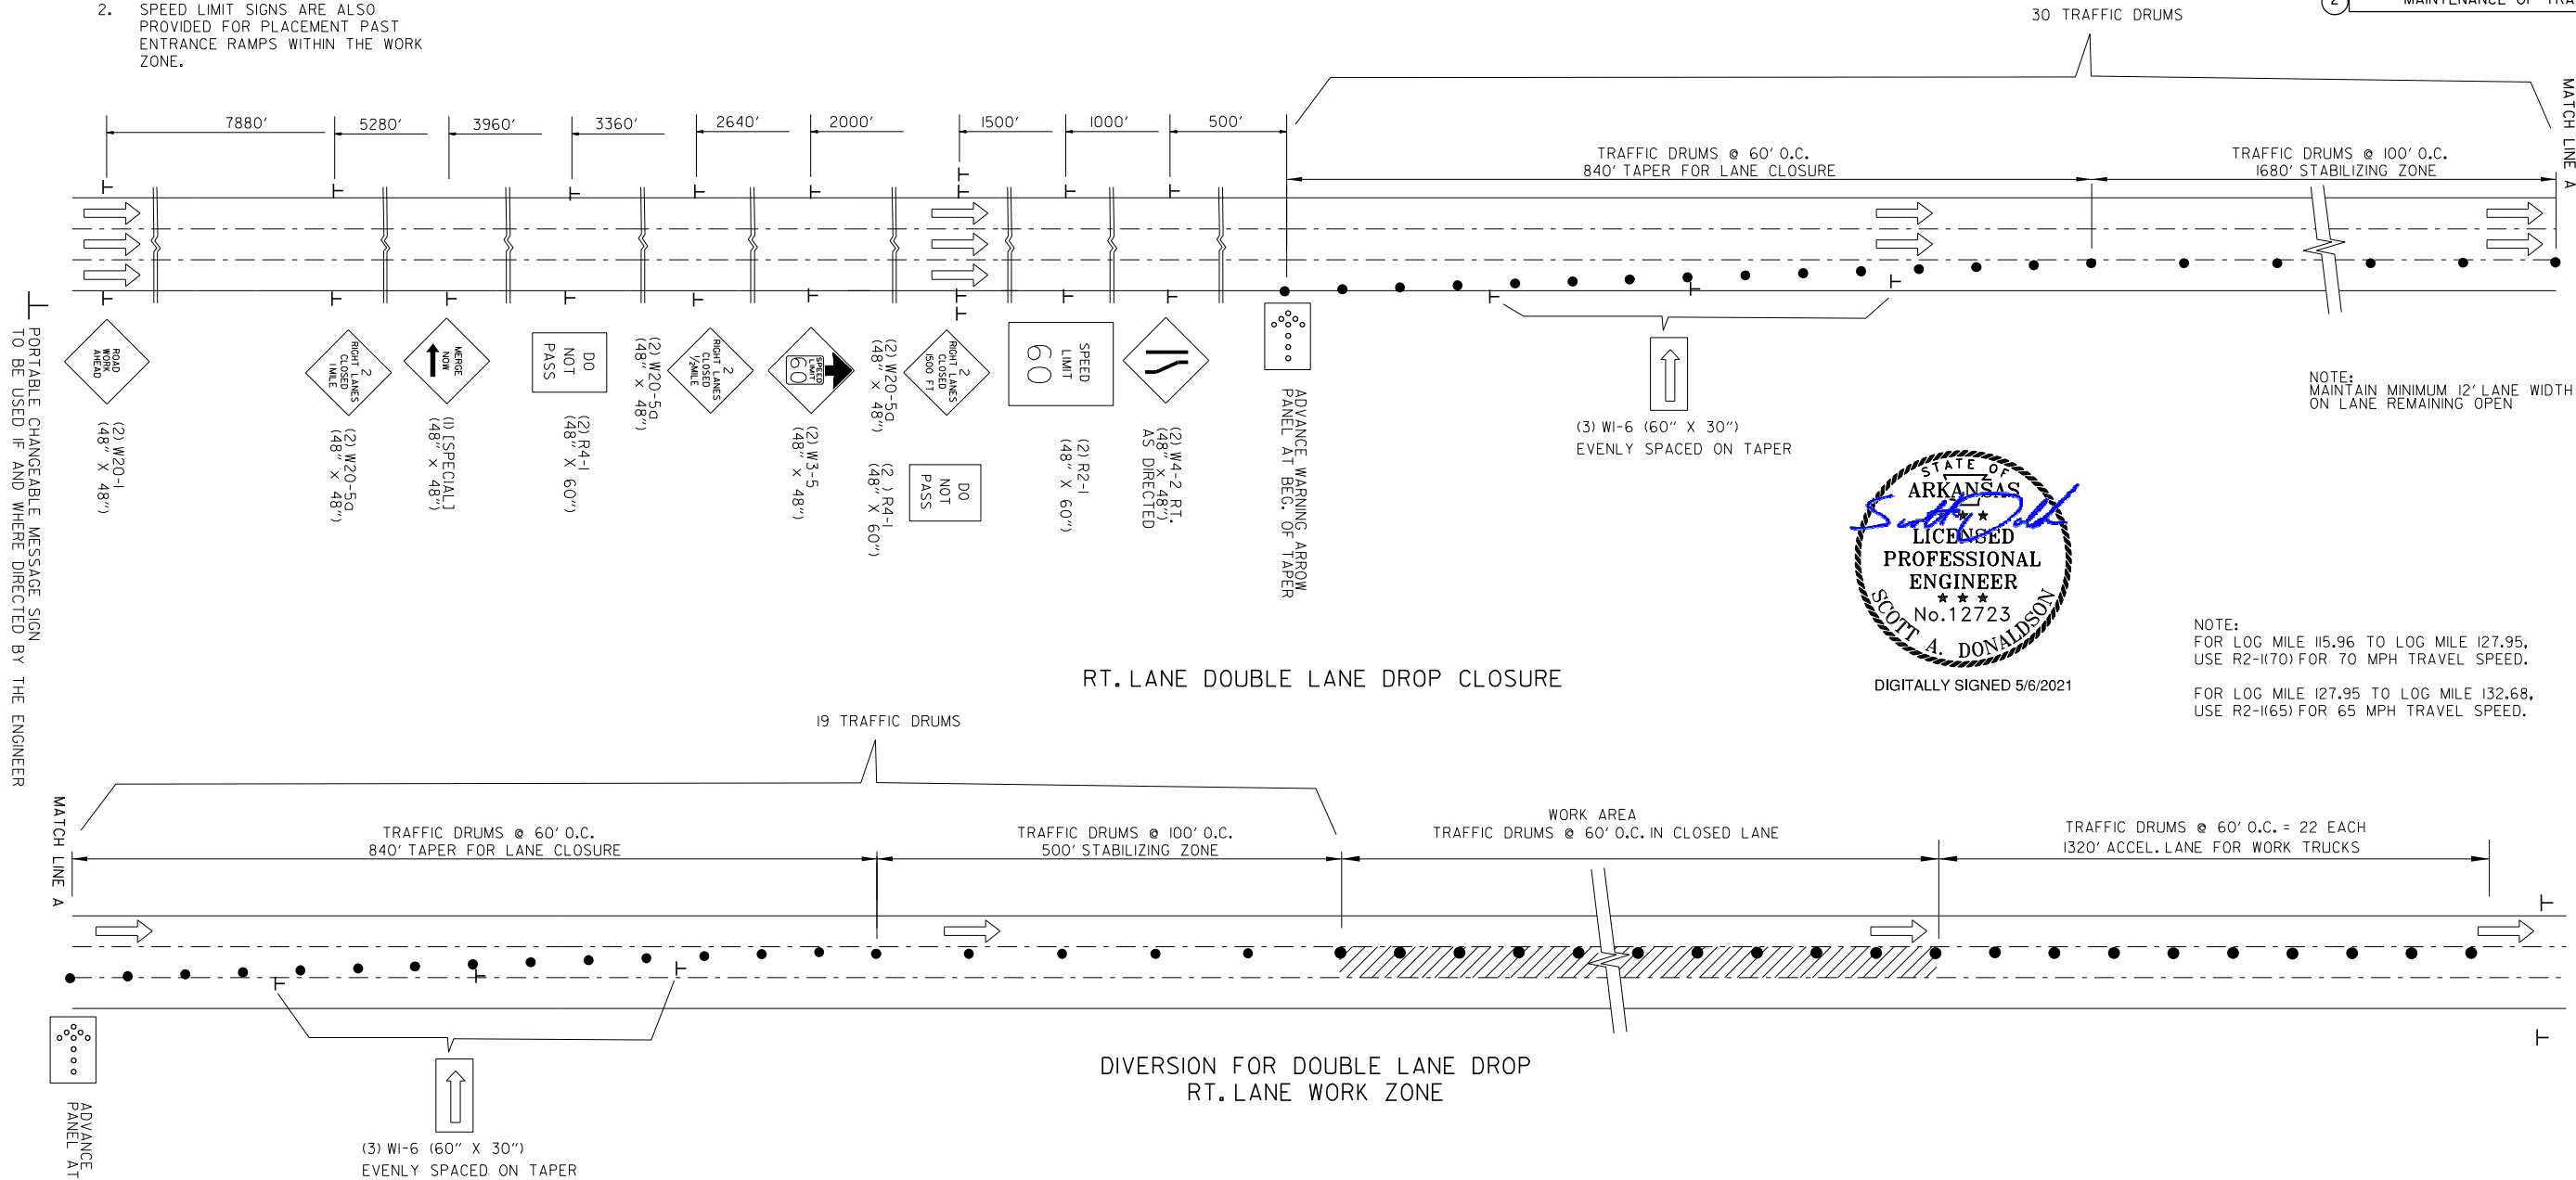 2. SPEED LIMIT SIGNS ARE ALSO
PROVIDED FOR PLACEMENT PAST
ENTRANCE RAMPS WITHIN THE WORK
ZONE.
30 TRAFFIC DRUMS
2
MATCH LINE A
7880'
5280'
3960'
3360'
2640'
2000'
1500'
1000'
500'
TRAFFIC DRUMS @ 60' O.C.
840' TAPER FOR LANE CLOSURE
TRAFFIC DRUMS @ 100' O.C.
1680' STABILIZING ZONE
PORTABLE CHANGEABLE MESSAGE SIGN
TO BE USED IF AND WHERE DIRECTED BY THE ENGINEER
ROAD
WORK
AHEAD
(2) W20-1
(48" X 48")
2
RIGHT LANES
CLOSED
1 MILE
(2) W20-5a
(48" X 48")
MERGE
NOW
(1) [SPECIAL]
(48" X 48")
DO
NOT
PASS
(2) R4-1
(48" X 60")
(2) W20-5a
(48" X 48")
2
RIGHT LANES
CLOSED
1/2 MILE
SPEED
LIMIT
60
(2) W3-5
(48" X 48")
(2) W20-5a
(48" X 48")
2
RIGHT LANES
CLOSED
1500 FT
(2 ) R4-1
(48" X 60")
DO
NOT
PASS
SPEED
LIMIT
60
(2) R2-1
(48" X 60")
(2) W4-2 RT.
(48" X 48")
AS DIRECTED
ADVANCE WARNING ARROW
PANEL AT BEG. OF TAPER
(3) W1-6 (60" X 30")
EVENLY SPACED ON TAPER
NOTE:
MAINTAIN MINIMUM 12' LANE WIDTH
ON LANE REMAINING OPEN
STATE OF
ARKANSAS
LICENSED
PROFESSIONAL
ENGINEER
No.12723
SCOTT A. DONALDSON
DIGITALLY SIGNED 5/6/2021
NOTE:
FOR LOG MILE 115.96 TO LOG MILE 127.95,
USE R2-1(70) FOR 70 MPH TRAVEL SPEED.
FOR LOG MILE 127.95 TO LOG MILE 132.68,
USE R2-1(65) FOR 65 MPH TRAVEL SPEED.
RT. LANE DOUBLE LANE DROP CLOSURE
19 TRAFFIC DRUMS
MATCH LINE A
TRAFFIC DRUMS @ 60' O.C.
840' TAPER FOR LANE CLOSURE
TRAFFIC DRUMS @ 100' O.C.
500' STABILIZING ZONE
WORK AREA
TRAFFIC DRUMS @ 60' O.C. IN CLOSED LANE
TRAFFIC DRUMS @ 60' O.C. = 22 EACH
1320' ACCEL. LANE FOR WORK TRUCKS
ADVANCE
PANEL AT
(3) W1-6 (60" X 30")
EVENLY SPACED ON TAPER
DIVERSION FOR DOUBLE LANE DROP
RT. LANE WORK ZONE